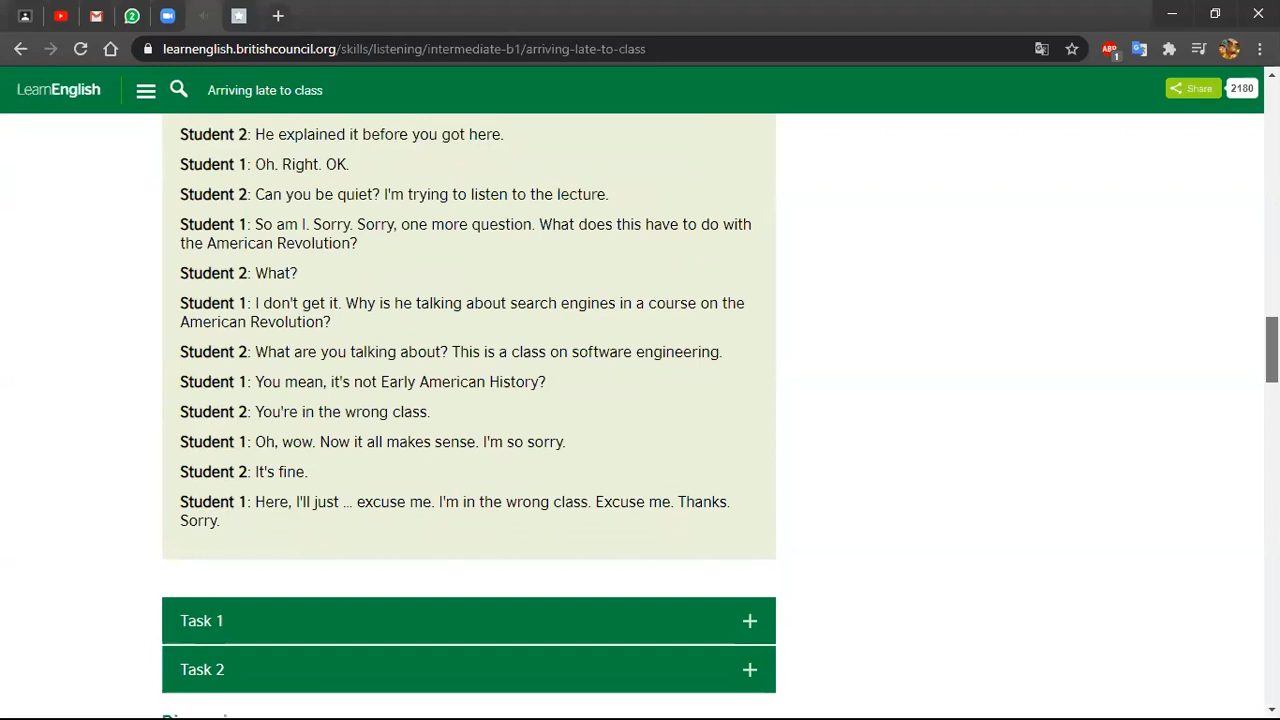 2
learnenglish.britishcouncil.org/skills/listening/intermediate-b1/arriving-late-to-class
ABP
1
LearnEnglish
Arriving late to class
Share
2180
Student 2: He explained it before you got here.
Student 1: Oh. Right. OK.
Student 2: Can you be quiet? I'm trying to listen to the lecture.
Student 1: So am I. Sorry. Sorry, one more question. What does this have to do with
the American Revolution?
Student 2: What?
Student 1: I don't get it. Why is he talking about search engines in a course on the
American Revolution?
Student 2: What are you talking about? This is a class on software engineering.
Student 1: You mean, it's not Early American History?
Student 2: You're in the wrong class.
Student 1: Oh, wow. Now it all makes sense. I'm so sorry.
Student 2: It's fine.
Student 1: Here, I'll just ... excuse me. I'm in the wrong class. Excuse me. Thanks.
Sorry.
Task 1
Task 2